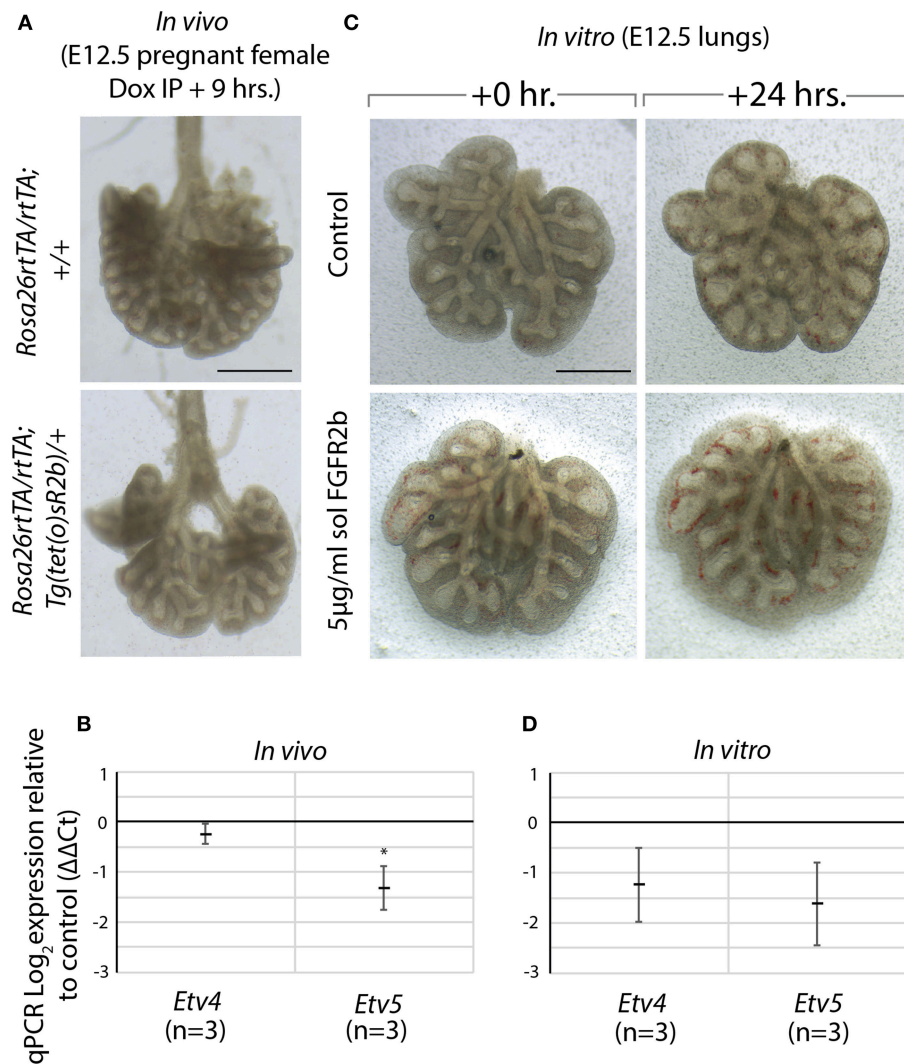 A
In vivo
(E12.5 pregnant female
Dox IP + 9 hrs.)
Rosa26rtTA/rtTA;
+/+
Rosa26rtTA/rtTA;
Tg(tet(o)sR2b)/+
C
In vitro (E12.5 lungs)
+0 hr.
+24 hrs.
Control
5μg/ml sol FGFR2b
B
In vivo
qPCR Log2 expression relative
to control (ΔΔCt)
1
0
-1
-2
-3
*
Etv4
(n=3)
Etv5
(n=3)
D
In vitro
1
0
-1
-2
-3
Etv4
(n=3)
Etv5
(n=3)